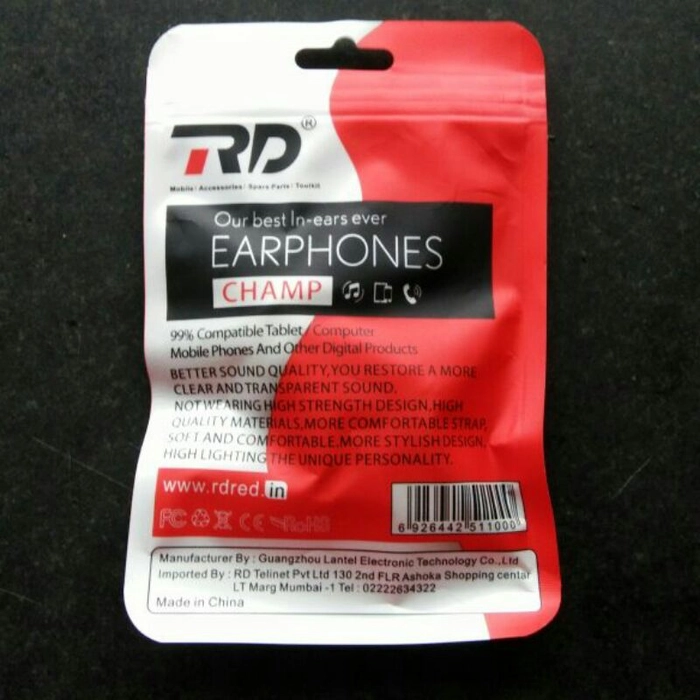 RD®
Mobile | Accessories | Spare Parts | Toolkit
Our best In-ears ever
EARPHONES
CHAMP
99% Compatible Tablet / Computer
Mobile Phones And Other Digital Products
BETTER SOUND QUALITY,YOU RESTORE A MORE
CLEAR AND TRANSPARENT SOUND.
NOT WEARING HIGH STRENGTH DESIGN,HIGH
QUALITY MATERIALS,MORE COMFORTABLE STRAP,
SOFT AND COMFORTABLE,MORE STYLISH DESIGN,
HIGH LIGHTING THE UNIQUE PERSONALITY.
www.rdred.in
FC CE RoHS
6 926442 511000
Manufacturer By : Guangzhou Lantel Electronic Technology Co.,Ltd
Imported By : RD Telinet Pvt Ltd 130 2nd FLR Ashoka Shopping centar
LT Marg Mumbai -1 Tel : 02222634322
Made in China